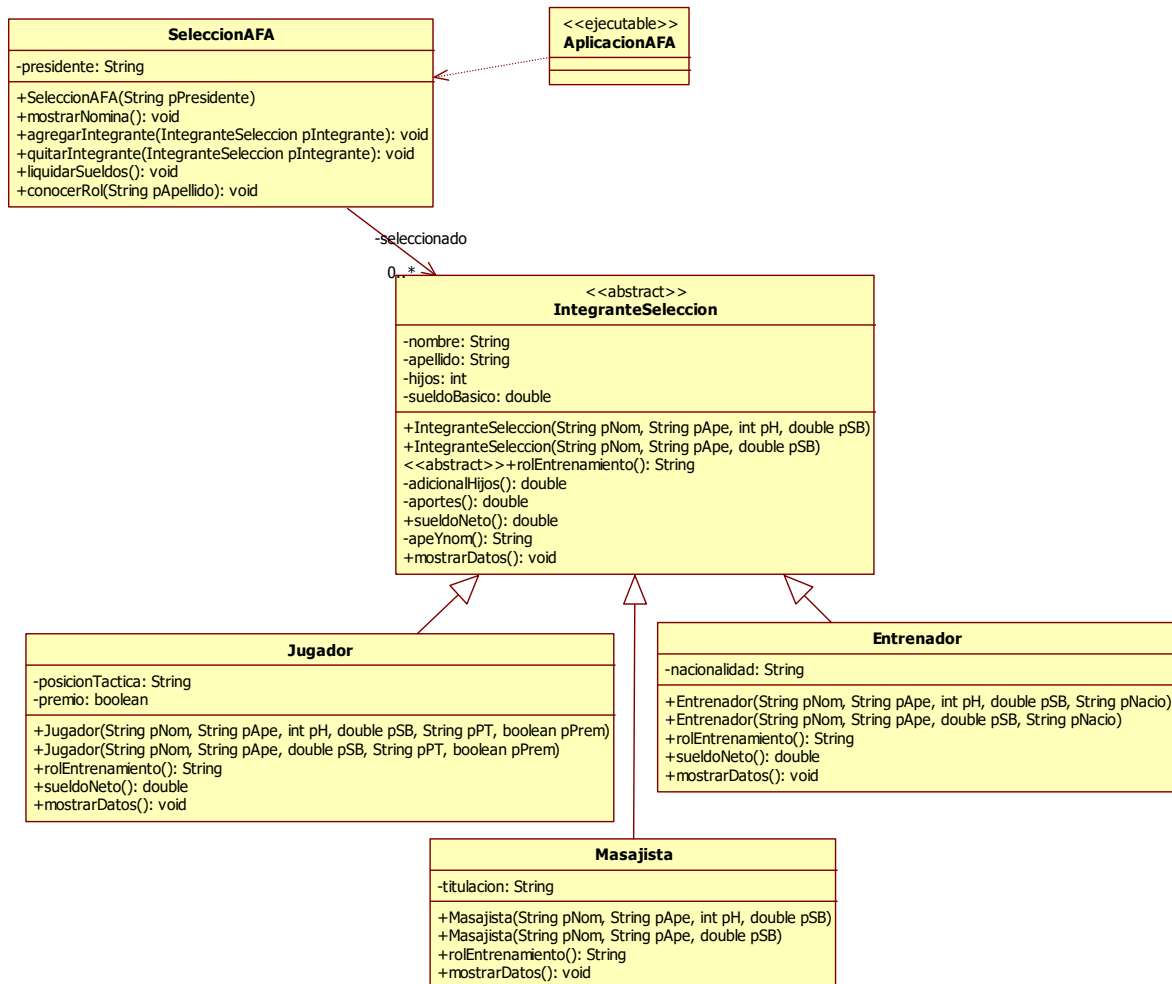 SeleccionAFA
-presidente: String
+SeleccionAFA(String pPresidente)
+mostrarNomina(): void
+agregarIntegrante(IntegranteSeleccion pIntegrante): void
+quitarIntegrante(IntegranteSeleccion pIntegrante): void
+liquidarSueldos(): void
+conocerRol(String pApellido): void
<<ejecutable>>
AplicacionAFA
-seleccionado
0..*
<<abstract>>
IntegranteSeleccion
-nombre: String
-apellido: String
-hijos: int
-sueldoBasico: double
+IntegranteSeleccion(String pNom, String pApe, int pH, double pSB)
+IntegranteSeleccion(String pNom, String pApe, double pSB)
<<abstract>>+rolEntrenamiento(): String
-adicionalHijos(): double
-aportes(): double
+sueldoNeto(): double
-apeYnom(): String
+mostrarDatos(): void
Jugador
-posicionTactica: String
-premio: boolean
+Jugador(String pNom, String pApe, int pH, double pSB, String pPT, boolean pPrem)
+Jugador(String pNom, String pApe, double pSB, String pPT, boolean pPrem)
+rolEntrenamiento(): String
+sueldoNeto(): double
+mostrarDatos(): void
Entrenador
-nacionalidad: String
+Entrenador(String pNom, String pApe, int pH, double pSB, String pNacio)
+Entrenador(String pNom, String pApe, double pSB, String pNacio)
+rolEntrenamiento(): String
+sueldoNeto(): double
+mostrarDatos(): void
Masajista
-titulacion: String
+Masajista(String pNom, String pApe, int pH, double pSB)
+Masajista(String pNom, String pApe, double pSB)
+rolEntrenamiento(): String
+mostrarDatos(): void